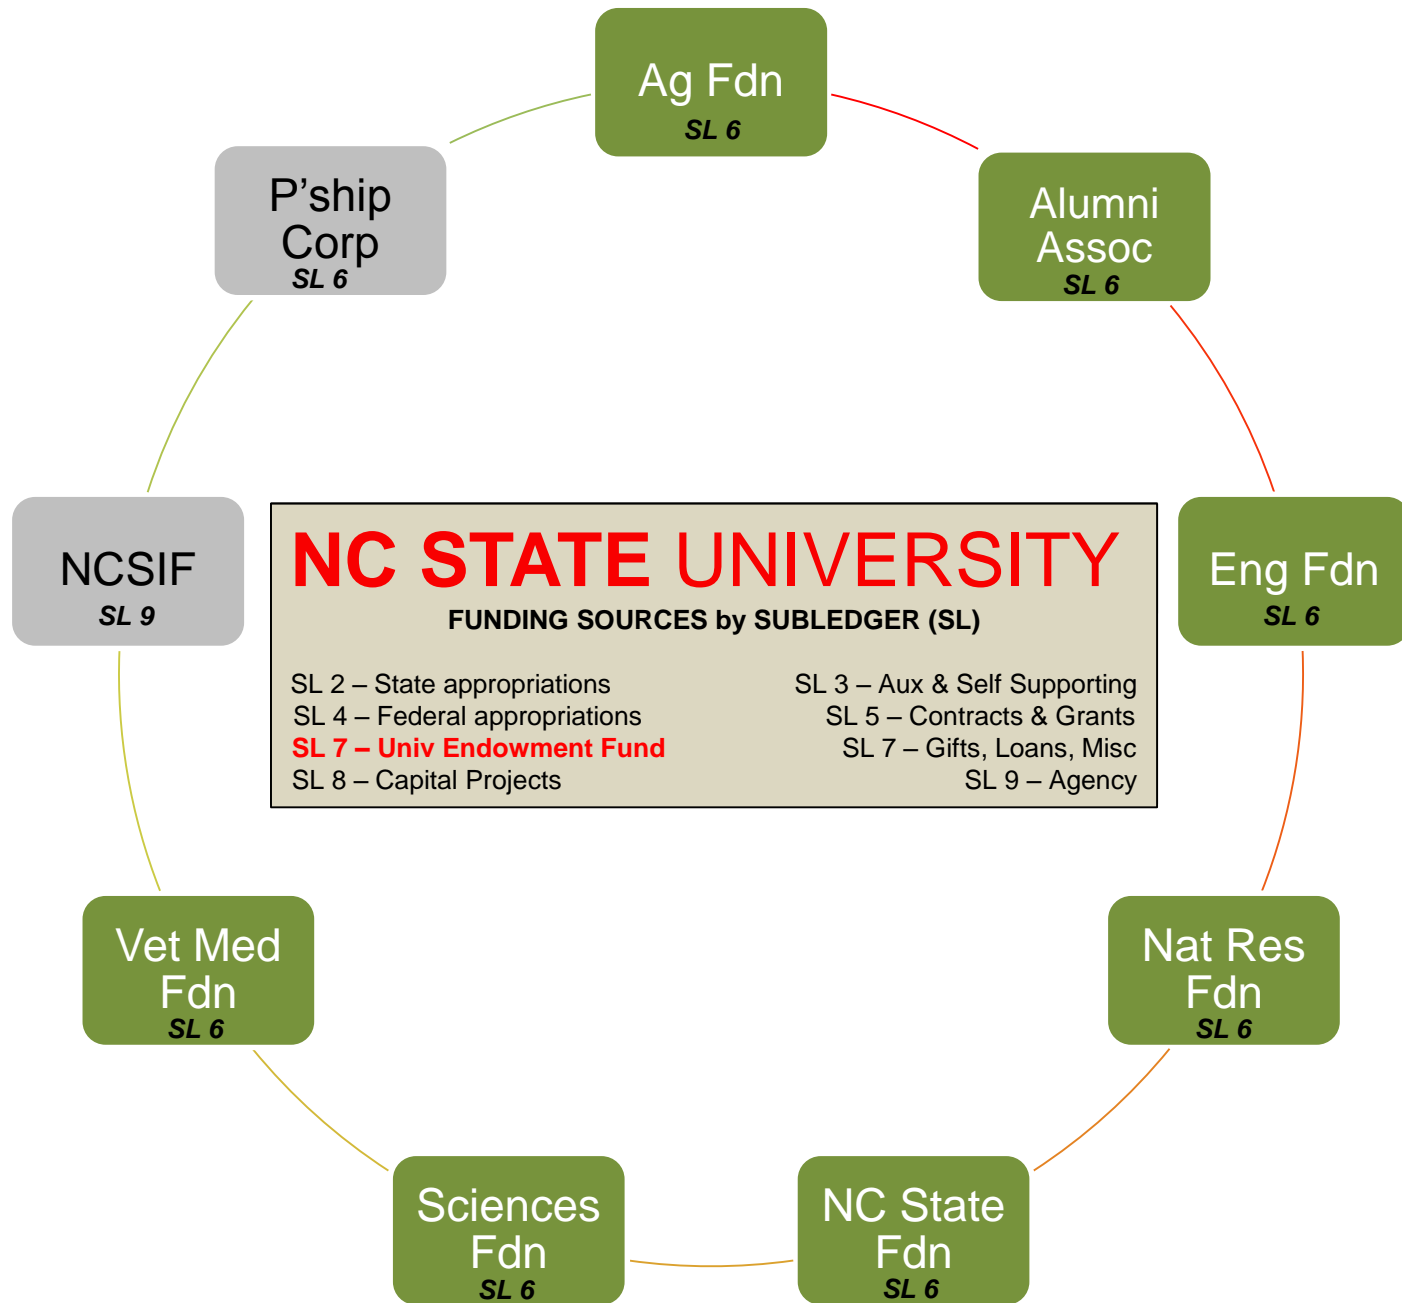 Ag Fdn
SL 6
Alumni
Assoc
SL 6
Eng Fdn
SL 6
Nat Res
Fdn
SL 6
NC State
Fdn
SL 6
Sciences
Fdn
SL 6
Vet Med
Fdn
SL 6
NCSIF
SL 9
P’ship
Corp
SL 6
NC STATE UNIVERSITY
FUNDING SOURCES by SUBLEDGER (SL)
SL 2 – State appropriations SL 3 – Aux & Self Supporting
SL 4 – Federal appropriations SL 5 – Contracts & Grants
SL 7 – Univ Endowment Fund SL 7 – Gifts, Loans, Misc
SL 8 – Capital Projects SL 9 – Agency